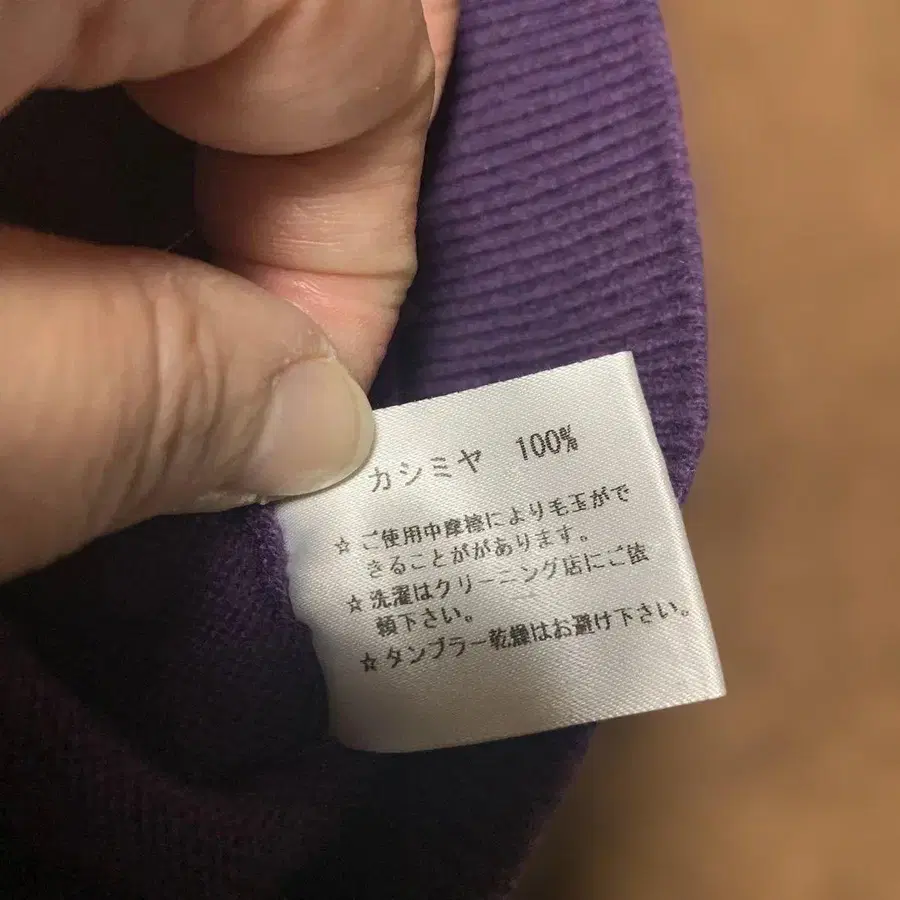 カシミヤ 100%
☆ご使用中摩擦により毛玉がで
きることががあります。
☆洗濯はクリーニング店にご依
頼下さい。
☆タンブラー乾燥はお避け下さい。